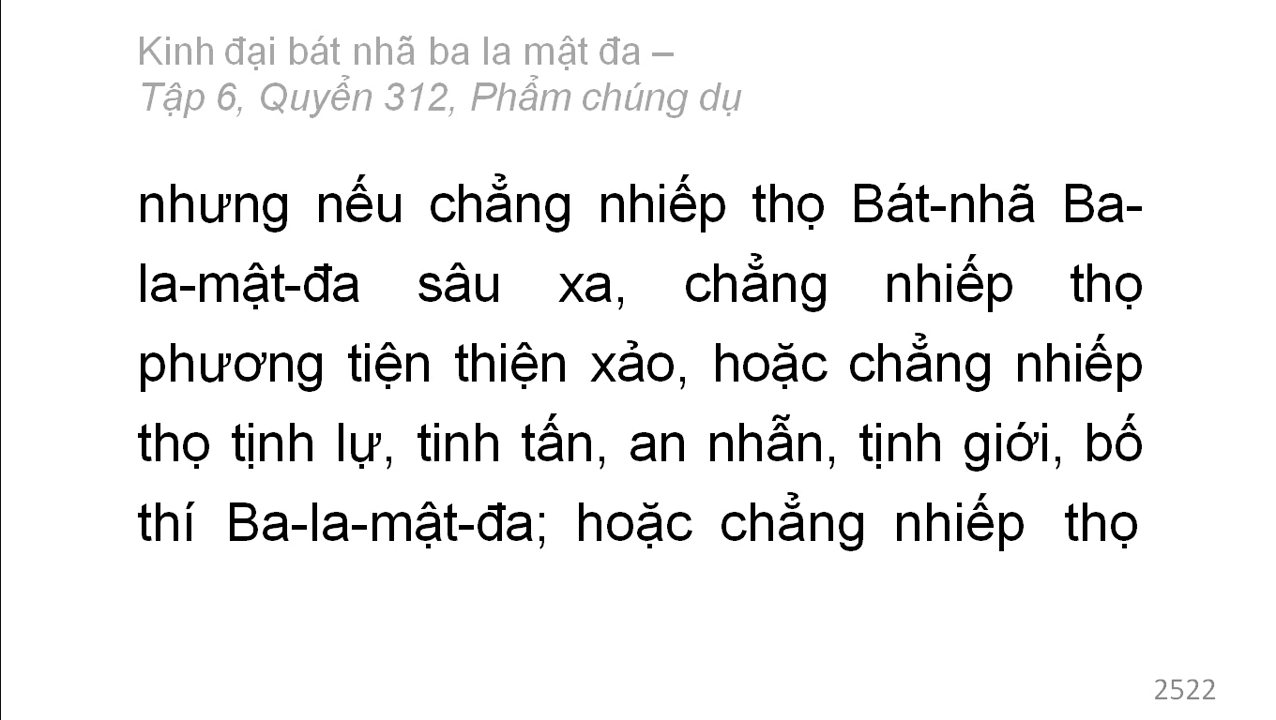 Kinh đại bát nhã ba la mật đa –
Tập 6, Quyển 312, Phẩm chúng dụ
nhưng nếu chẳng nhiếp thọ Bát-nhã Ba-
la-mật-đa sâu xa, chẳng nhiếp thọ
phương tiện thiện xảo, hoặc chẳng nhiếp
thọ tịnh lự, tinh tấn, an nhẫn, tịnh giới, bố
thí Ba-la-mật-đa; hoặc chẳng nhiếp thọ
2522